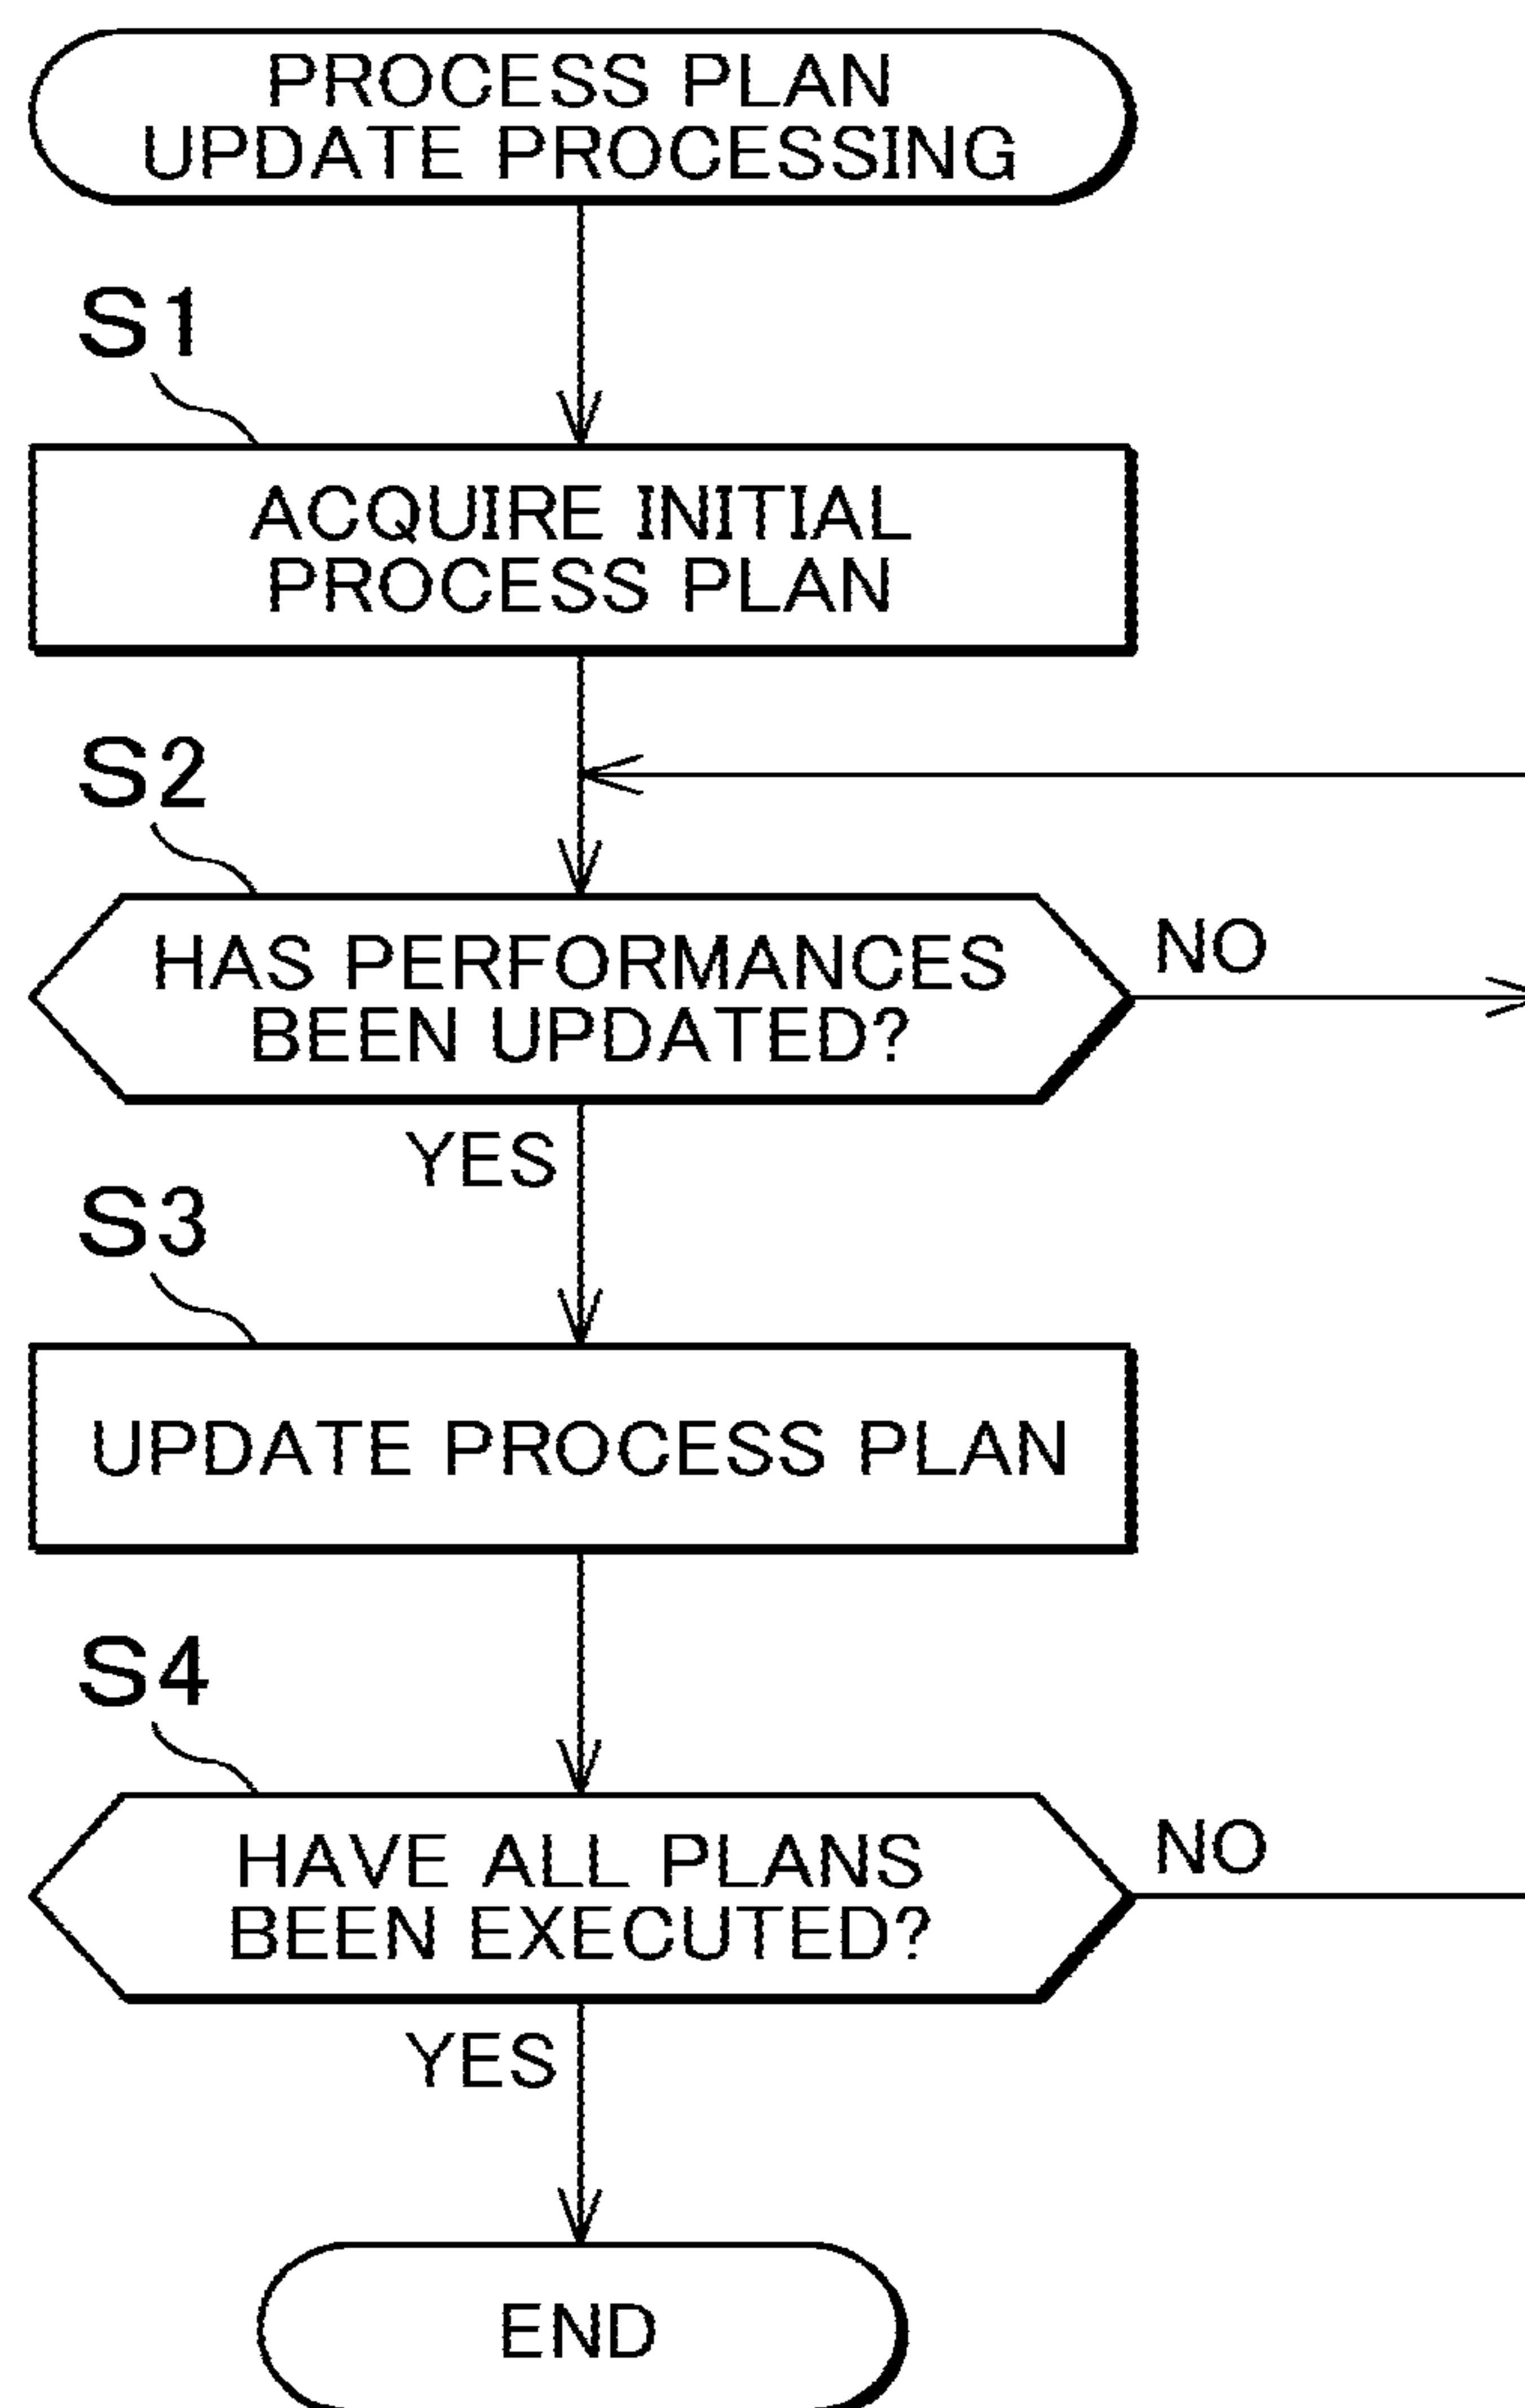 PROCESS PLAN
UPDATE PROCESSING
S1
ACQUIRE INITIAL
PROCESS PLAN
S2
HAS PERFORMANCES
BEEN UPDATED?
NO
YES
S3
UPDATE PROCESS PLAN
S4
HAVE ALL PLANS
BEEN EXECUTED?
NO
YES
END